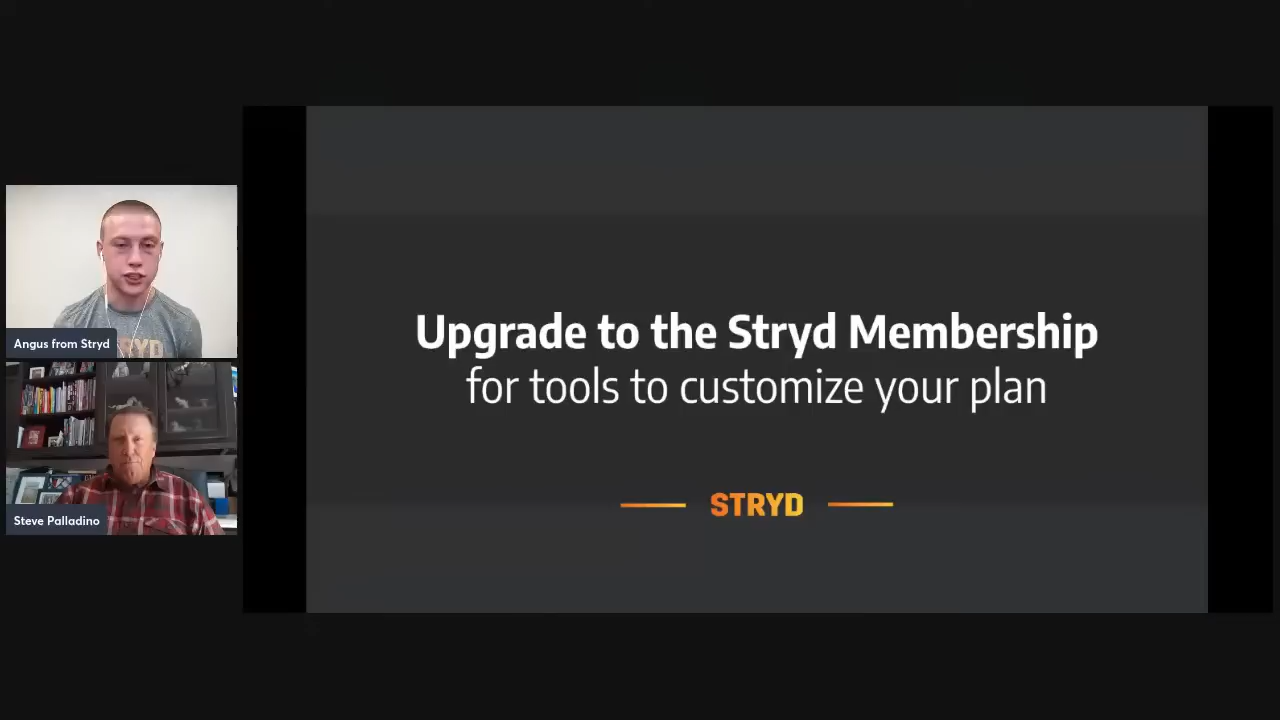 Angus from Stryd
Steve Palladino
Upgrade to the Stryd Membership
for tools to customize your plan
STRYD